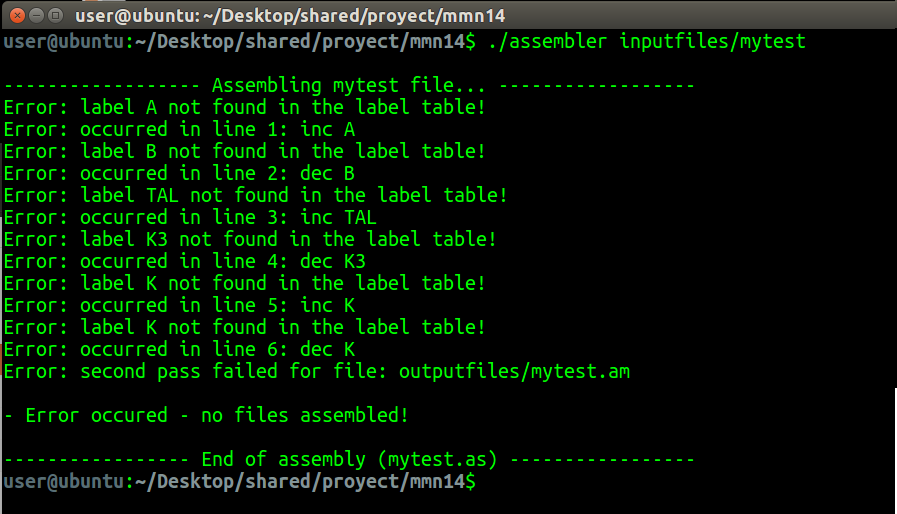 user@ubuntu: ~/Desktop/shared/proyect/mmn14
user@ubuntu:~/Desktop/shared/proyect/mmn14$ ./assembler inputfiles/mytest
------------------ Assembling mytest file... ------------------
Error: label A not found in the label table!
Error: occurred in line 1: inc A
Error: label B not found in the label table!
Error: occurred in line 2: dec B
Error: label TAL not found in the label table!
Error: occurred in line 3: inc TAL
Error: label K3 not found in the label table!
Error: occurred in line 4: dec K3
Error: label K not found in the label table!
Error: occurred in line 5: inc K
Error: label K not found in the label table!
Error: occurred in line 6: dec K
Error: second pass failed for file: outputfiles/mytest.am
- Error occured - no files assembled!
----------------- End of assembly (mytest.as) -----------------
user@ubuntu:~/Desktop/shared/proyect/mmn14$